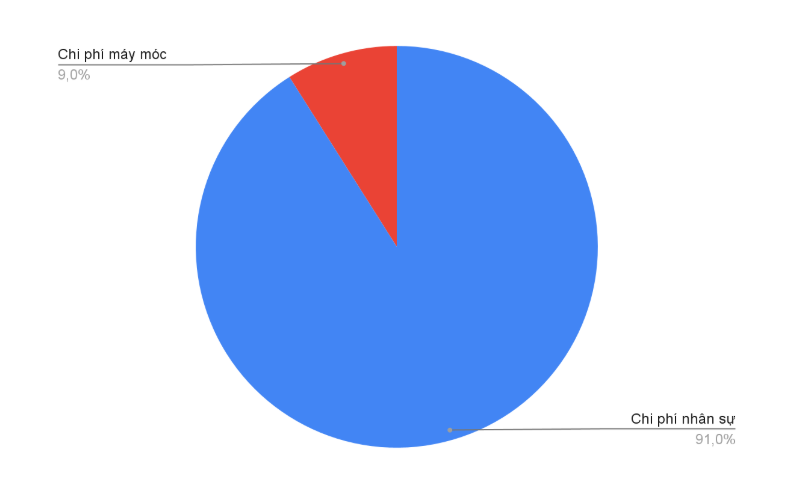 Chi phí máy móc
9,0%
Chi phí nhân sự
91,0%